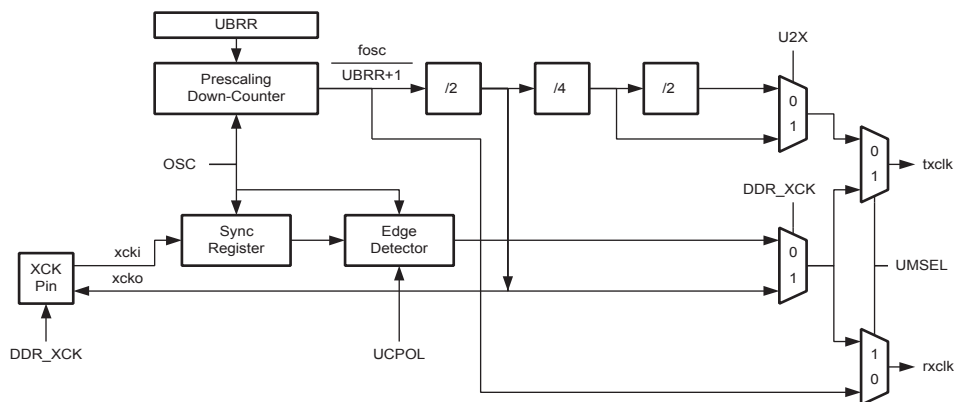 UBRR
fosc
UBRR+1
U2X
Prescaling
Down-Counter
/2
/4
/2
0
1
OSC
0
1
txclk
DDR_XCK
Sync
Register
Edge
Detector
xcki
0
1
UMSEL
XCK
Pin
xcko
DDR_XCK
UCPOL
1
0
rxclk